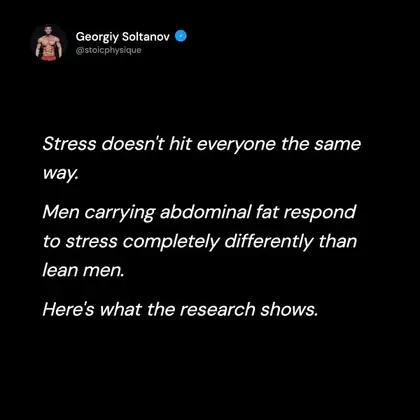 Georgiy Soltanov
@stoicphysique
Stress doesn't hit everyone the same
way.
Men carrying abdominal fat respond
to stress completely differently than
lean men.
Here's what the research shows.